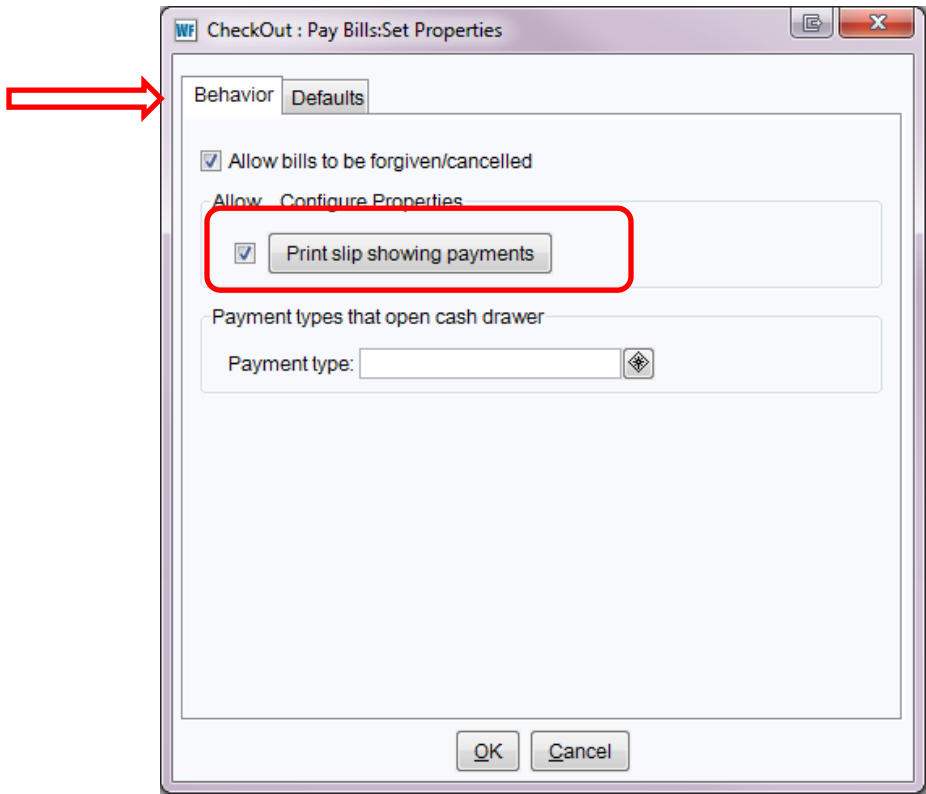 WF CheckOut : Pay Bills:Set Properties
Behavior Defaults
Allow bills to be forgiven/cancelled
Allow Configure Properties
Print slip showing payments
Payment types that open cash drawer
Payment type:
OK Cancel